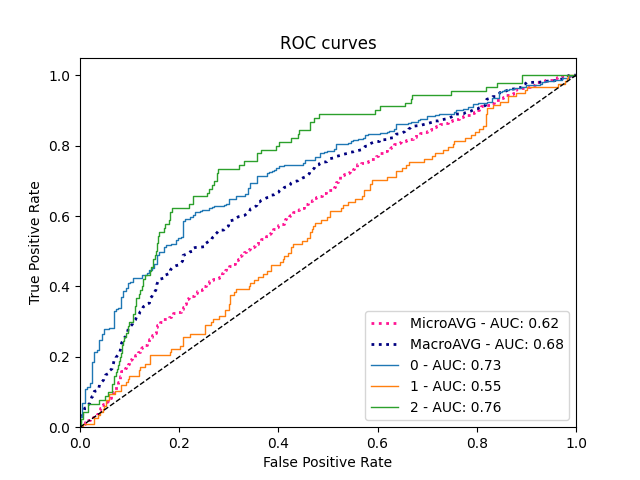 ROC curves
True Positive Rate
1.0
0.8
0.6
0.4
0.2
0.0
0.0 0.2 0.4 0.6 0.8 1.0
False Positive Rate
MicroAVG - AUC: 0.62
MacroAVG - AUC: 0.68
0 - AUC: 0.73
1 - AUC: 0.55
2 - AUC: 0.76